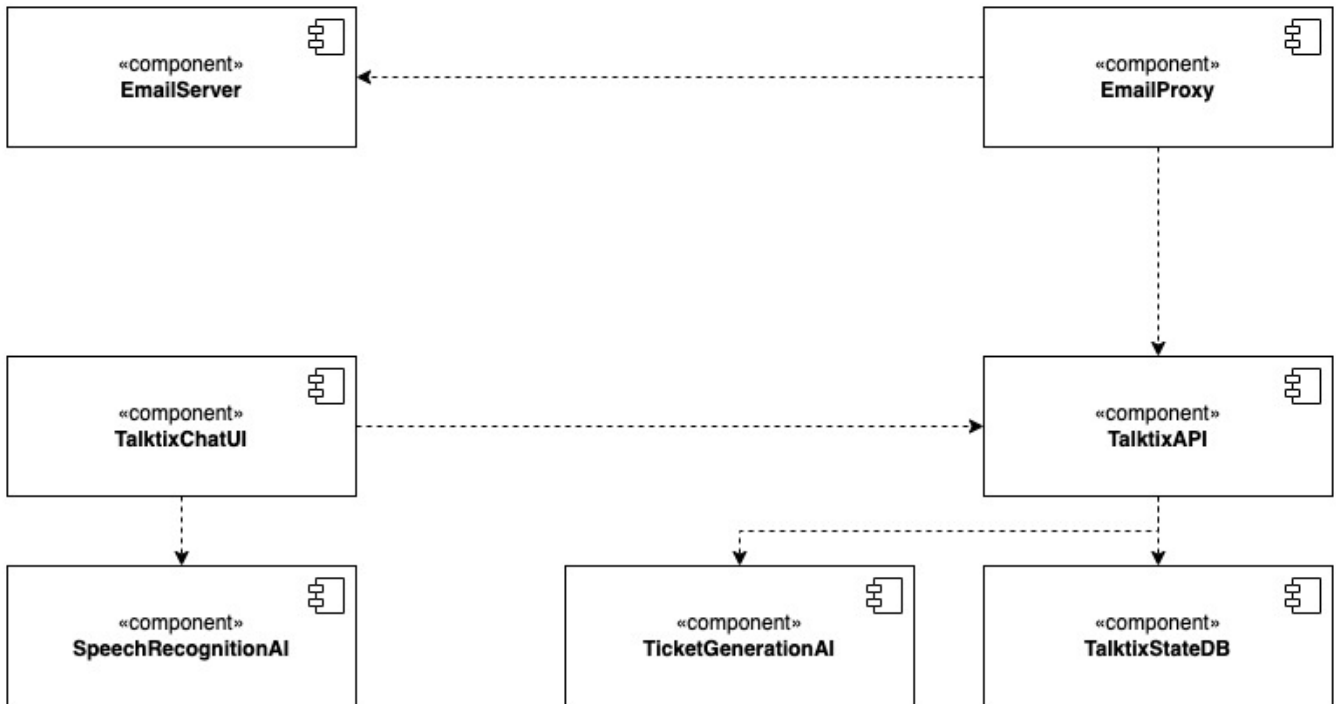 «component»
EmailServer
«component»
EmailProxy
«component»
TalktixChatUI
«component»
TalktixAPI
«component»
SpeechRecognitionAI
«component»
TicketGenerationAI
«component»
TalktixStateDB